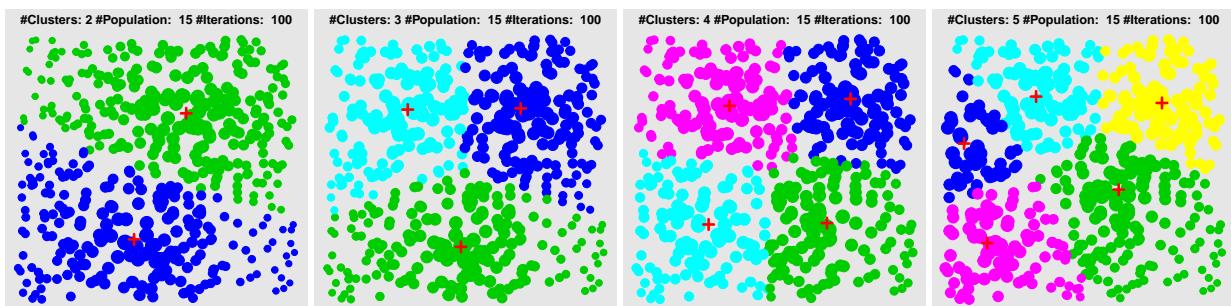 #Clusters: 2 #Population: 15 #Iterations: 100
#Clusters: 3 #Population: 15 #Iterations: 100
#Clusters: 4 #Population: 15 #Iterations: 100
#Clusters: 5 #Population: 15 #Iterations: 100